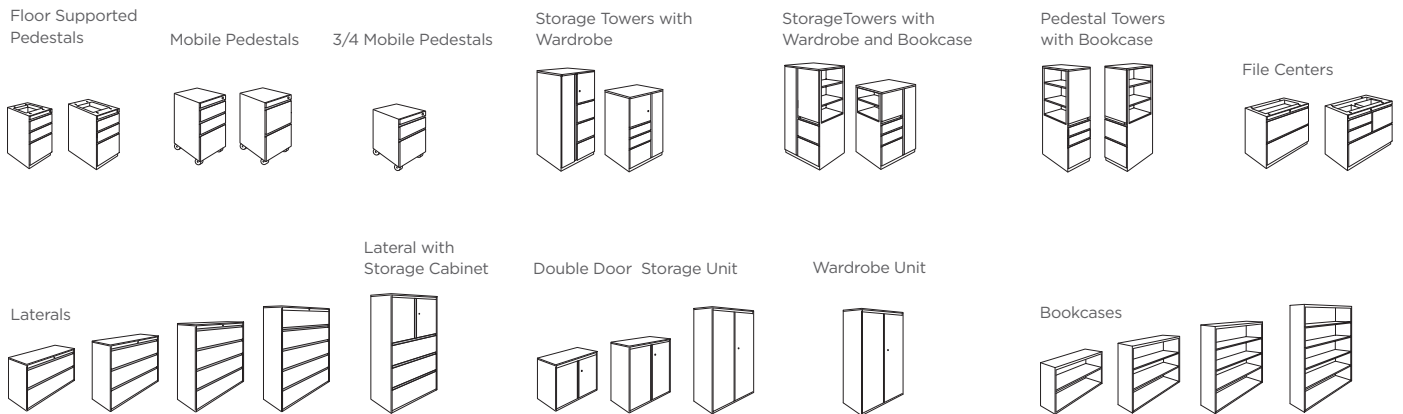 Floor Supported
Pedestals
Mobile Pedestals
3/4 Mobile Pedestals
Storage Towers with
Wardrobe
StorageTowers with
Wardrobe and Bookcase
Pedestal Towers
with Bookcase
File Centers
Laterals
Lateral with
Storage Cabinet
Double Door Storage Unit
Wardrobe Unit
Bookcases